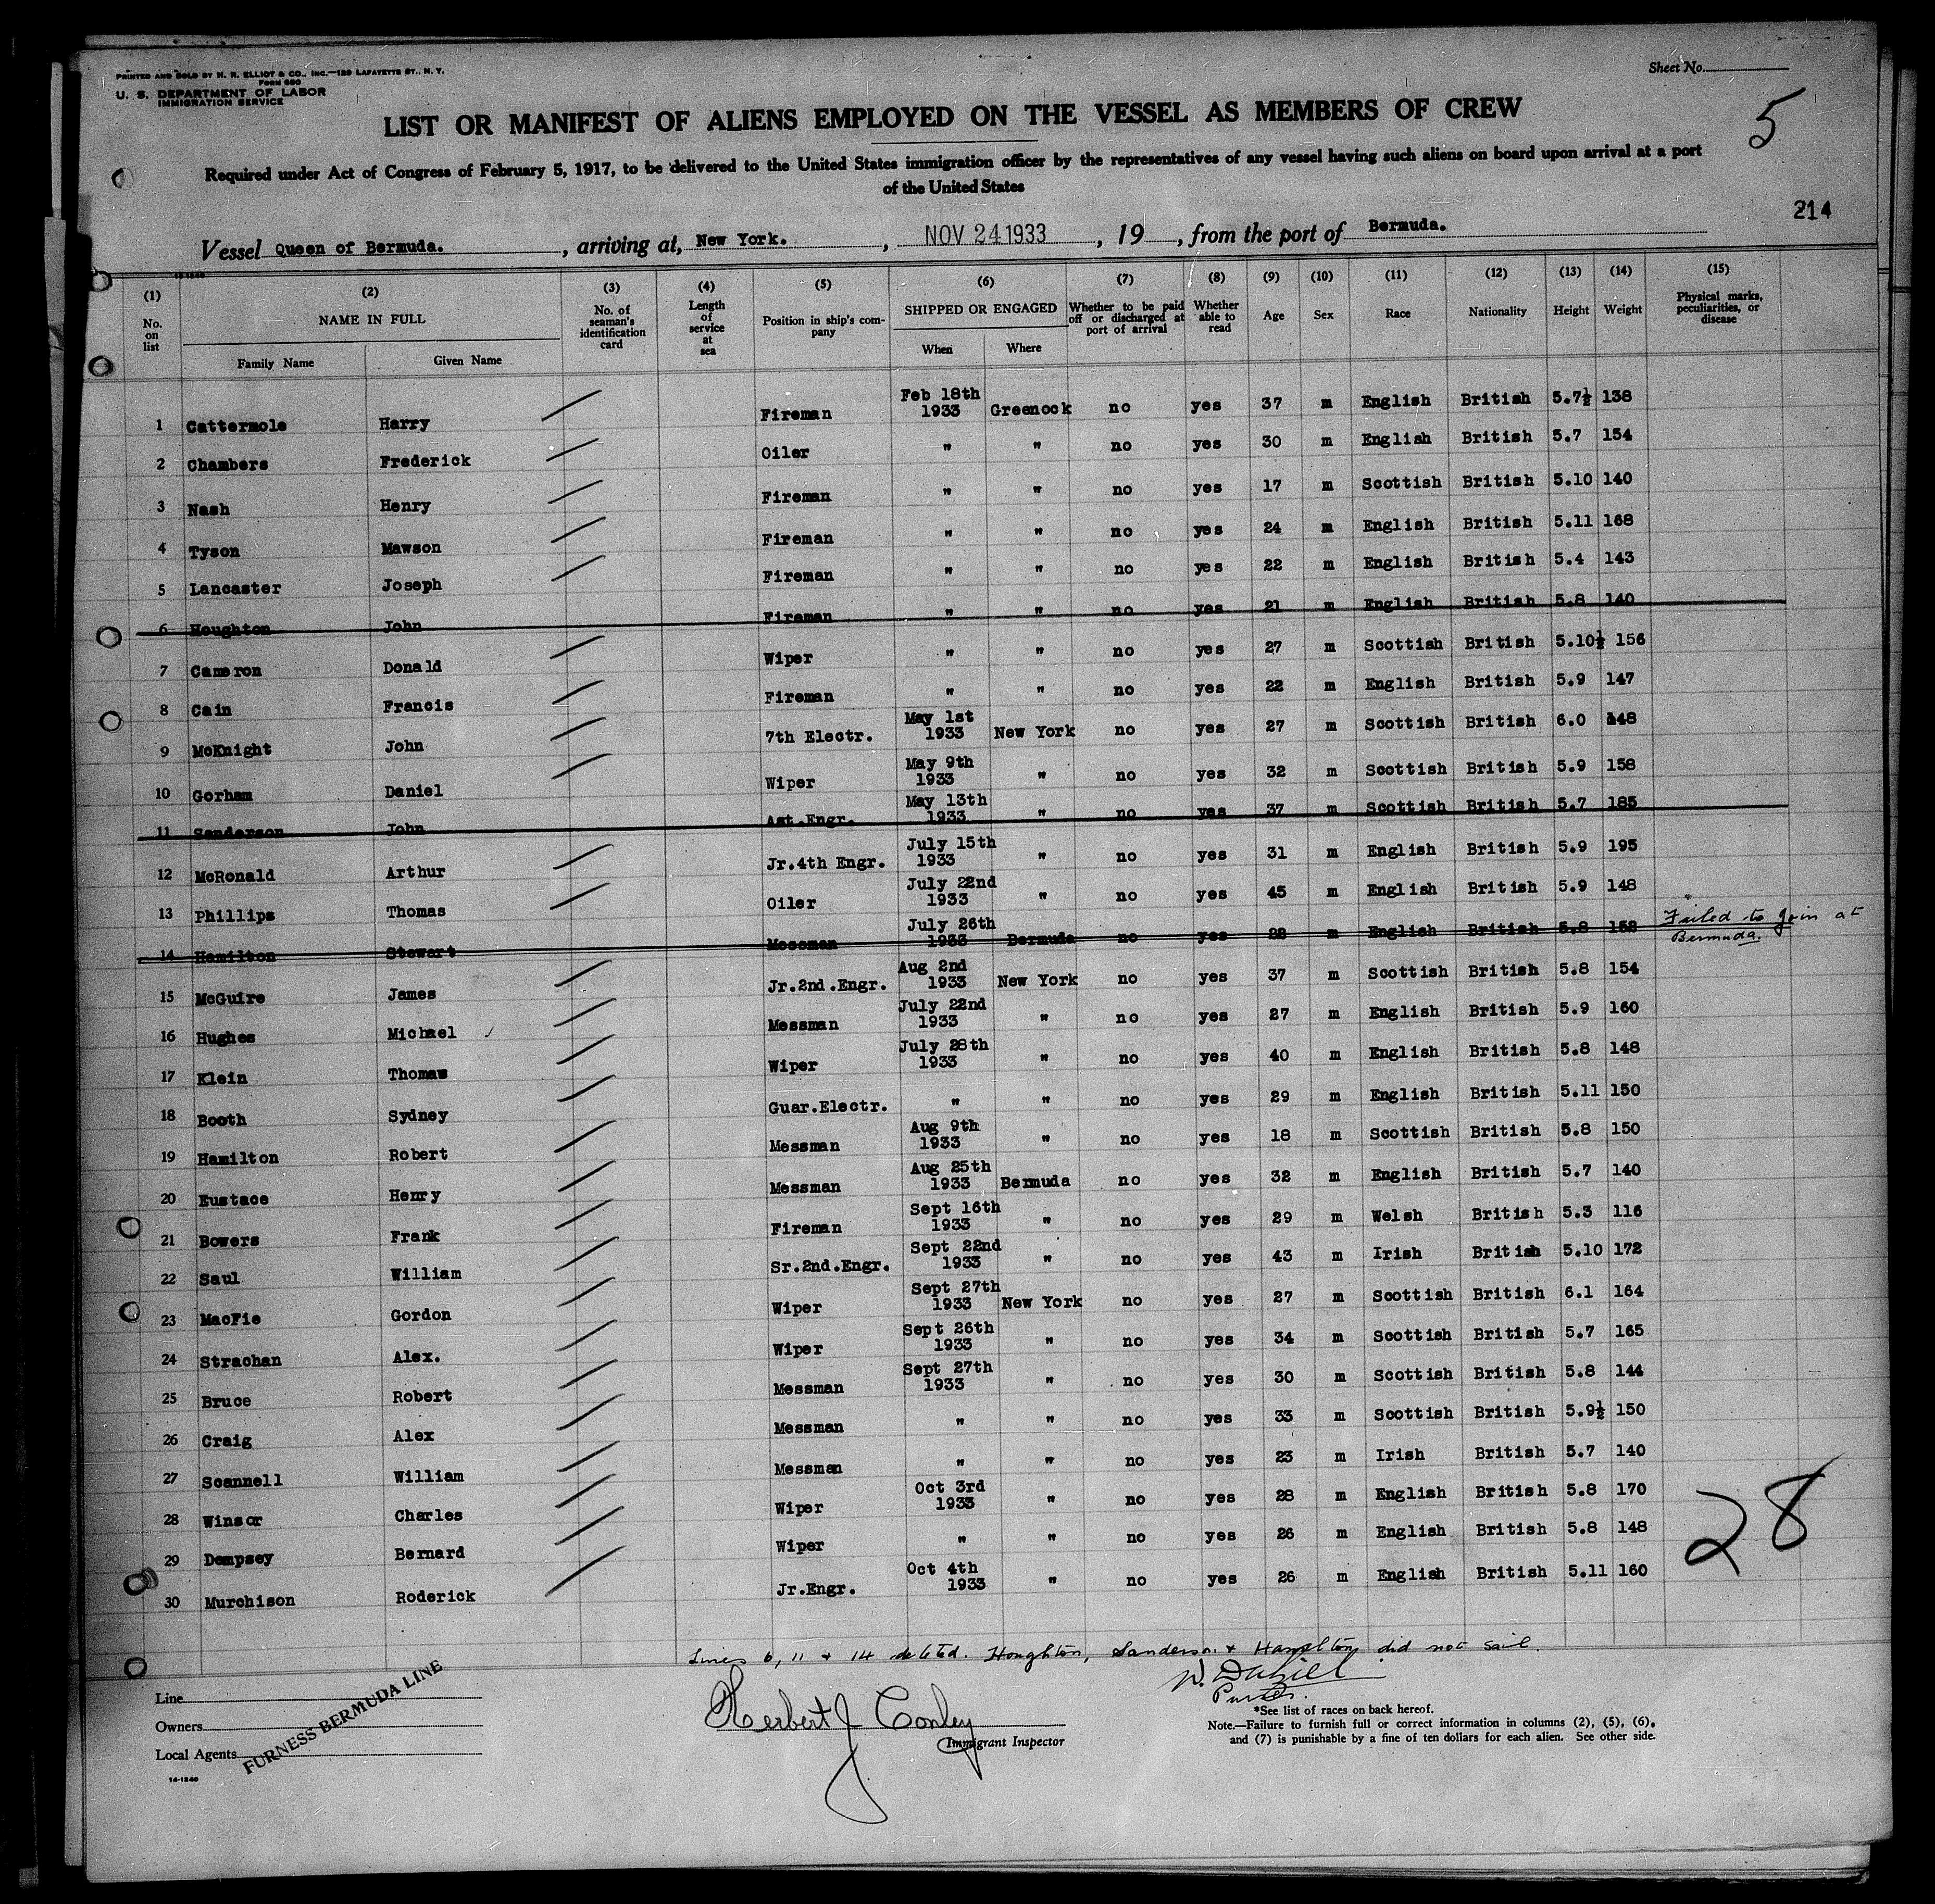 PRINTED AND SOLD BY H. R. ELLIOT & CO., INC.—129 LAFAYETTE ST., N. Y.
FORM 680
U. S. DEPARTMENT OF LABOR
IMMIGRATION SERVICE
Sheet No.
LIST OR MANIFEST OF ALIENS EMPLOYED ON THE VESSEL AS MEMBERS OF CREW
5
Required under Act of Congress of February 5, 1917, to be delivered to the United States immigration officer by the representatives of any vessel having such aliens on board upon arrival at a port
of the United States
214
Vessel Queen of Bermuda. , arriving at, New York. , NOV 24 1933 , 19 , from the port of Bermuda.
(1) No. on list (2) NAME IN FULL Family Name Given Name (3) No. of seaman's identification card (4) Length of service at sea (5) Position in ship's company (6) SHIPPED OR ENGAGED When Where (7) Whether to be paid off or discharged at port of arrival (8) Whether able to read (9) Age (10) Sex (11) Race (12) Nationality (13) Height (14) Weight (15) Physical marks, peculiarities, or disease
1 Cattermole Harry Fireman Feb 18th 1933 Greenock no yes 37 m English British 5.7½ 138
2 Chambers Frederick Oiler " " no yes 30 m English British 5.7 154
3 Nash Henry Fireman " " no yes 17 m Scottish British 5.10 140
4 Tyson Mawson Fireman " " no yes 24 m English British 5.11 168
5 Lancaster Joseph Fireman " " no yes 22 m English British 5.4 143
6 Houghton John Fireman " " no yes 21 m English British 5.8 140
7 Cameron Donald Wiper " " no yes 27 m Scottish British 5.10½ 156
8 Cain Francis Fireman " " no yes 22 m English British 5.9 147
9 McKnight John 7th Electr. May 1st 1933 New York no yes 27 m Scottish British 6.0 148
10 Gorham Daniel Wiper May 9th 1933 " no yes 32 m Scottish British 5.9 158
11 Sanderson John Ast.Engr. May 13th 1933 " no yes 37 m Scottish British 5.7 185
12 McRonald Arthur Jr.4th Engr. July 15th 1933 " no yes 31 m English British 5.9 195
13 Phillips Thomas Oiler July 22nd 1933 " no yes 45 m English British 5.9 148
14 Hamilton Stewart Messman July 26th 1933 Bermuda no yes 22 m English British 5.8 158 Failed to join at Bermuda.
15 McGuire James Jr.2nd.Engr. Aug 2nd 1933 New York no yes 37 m Scottish British 5.8 154
16 Hughes Michael Messman July 22nd 1933 " no yes 27 m English British 5.9 160
17 Klein Thomas Wiper July 28th 1933 " no yes 40 m English British 5.8 148
18 Booth Sydney Guar.Electr. " " no yes 29 m English British 5.11 150
19 Hamilton Robert Messman Aug 9th 1933 " no yes 18 m Scottish British 5.8 150
20 Eustace Henry Messman Aug 25th 1933 Bermuda no yes 32 m English British 5.7 140
21 Bowers Frank Fireman Sept 16th 1933 " no yes 29 m Welsh British 5.3 116
22 Saul William Sr.2nd.Engr. Sept 22nd 1933 " no yes 43 m Irish British 5.10 172
23 MacFie Gordon Wiper Sept 27th 1933 New York no yes 27 m Scottish British 6.1 164
24 Strachan Alex. Wiper Sept 26th 1933 " no yes 34 m Scottish British 5.7 165
25 Bruce Robert Messman Sept 27th 1933 " no yes 30 m Scottish British 5.8 144
26 Craig Alex Messman " " no yes 33 m Scottish British 5.9½ 150
27 Scannell William Messman " " no yes 23 m Irish British 5.7 140
28 Winsor Charles Wiper Oct 3rd 1933 " no yes 28 m English British 5.8 170
29 Dempsey Bernard Wiper " " no yes 26 m English British 5.8 148
30 Murchison Roderick Jr.Engr. Oct 4th 1933 " no yes 26 m English British 5.11 160
28
Lines 6, 11 & 14 deleted. Houghton, Sanderson & Hamilton did not sail.
Purser.
Line
Owners
Local Agents
FURNESS BERMUDA LINE
14-1240
Herbert J Conley
Immigrant Inspector
*See list of races on back hereof.
Note.—Failure to furnish full or correct information in columns (2), (5), (6), and (7) is punishable by a fine of ten dollars for each alien. See other side.